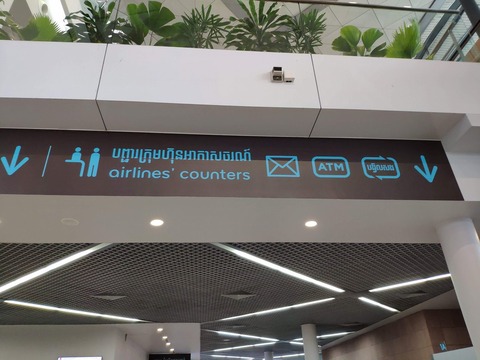 បញ្ជរក្រុមហ៊ុនអាកាសចរណ៍
airlines' counters
ATM